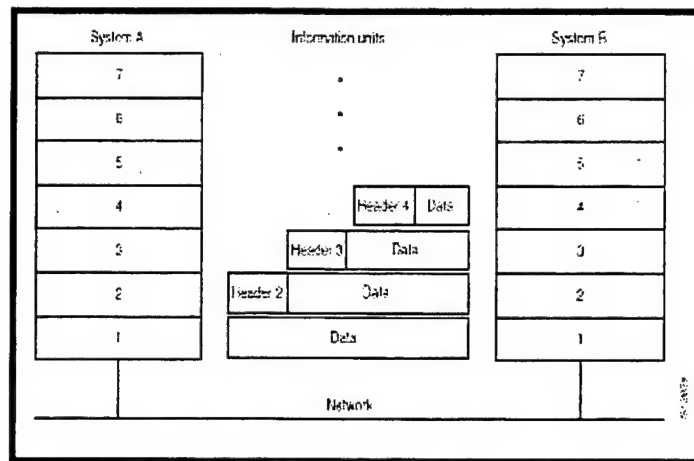 System A Information units System B
7 7
6 6
5 5
4 Header 4 Data 4
3 Header 3 Data 3
2 Header 2 Data 2
1 Data 1
Network